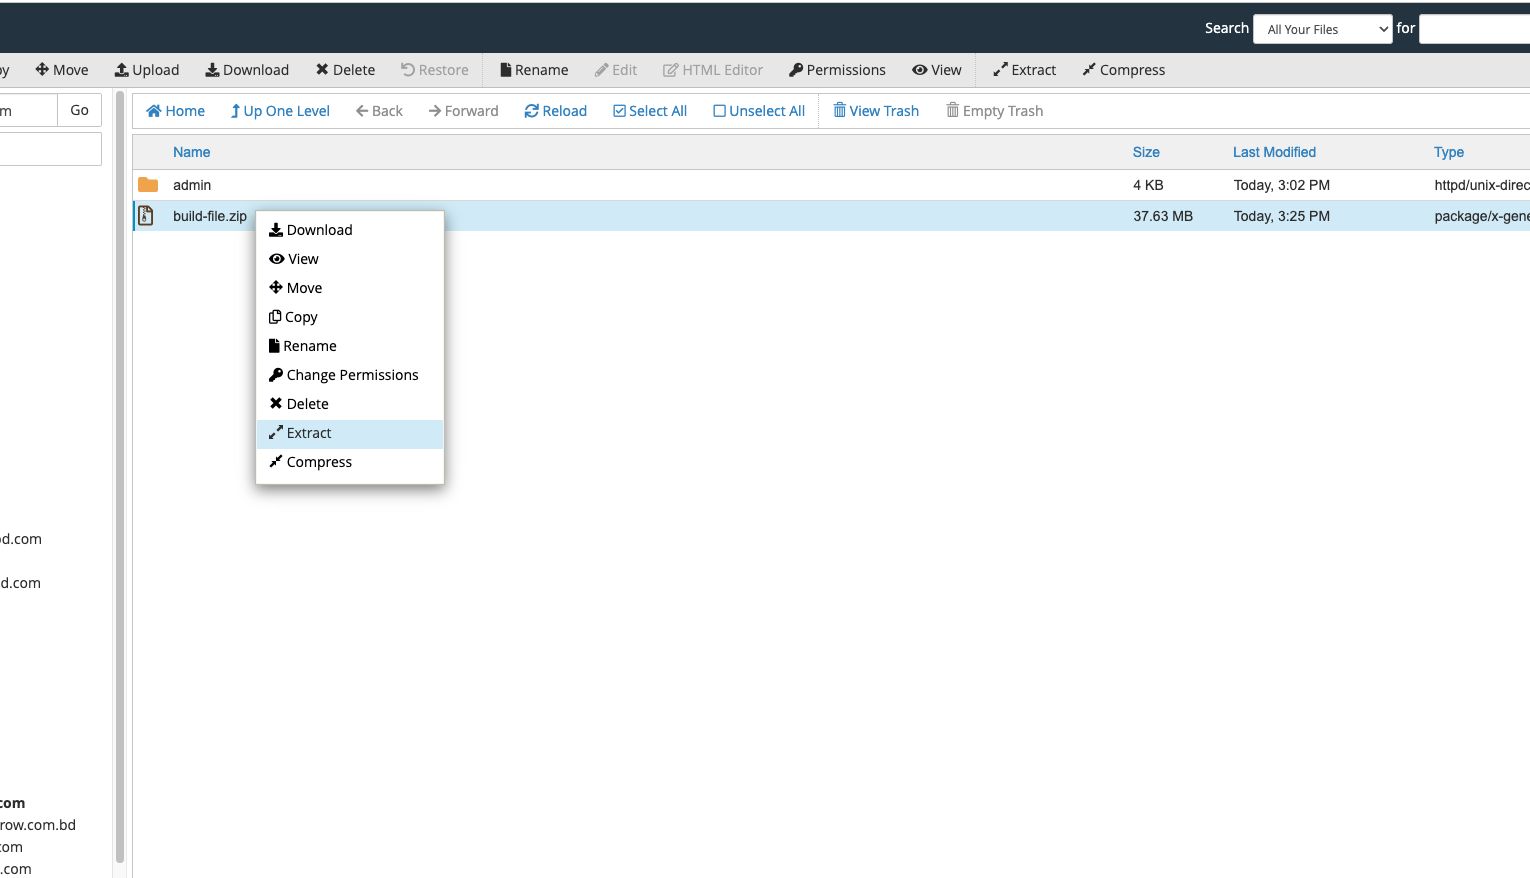 Search All Your Files for
Move Upload Download Delete Restore Rename Edit HTML Editor Permissions View Extract Compress
Go
Home Up One Level Back Forward Reload Select All Unselect All View Trash Empty Trash
Name Size Last Modified Type
admin 4 KB Today, 3:02 PM httpd/unix-direc
build-file.zip 37.63 MB Today, 3:25 PM package/x-gene
Download
View
Move
Copy
Rename
Change Permissions
Delete
Extract
Compress
d.com
d.com
com
row.com.bd
com
.com